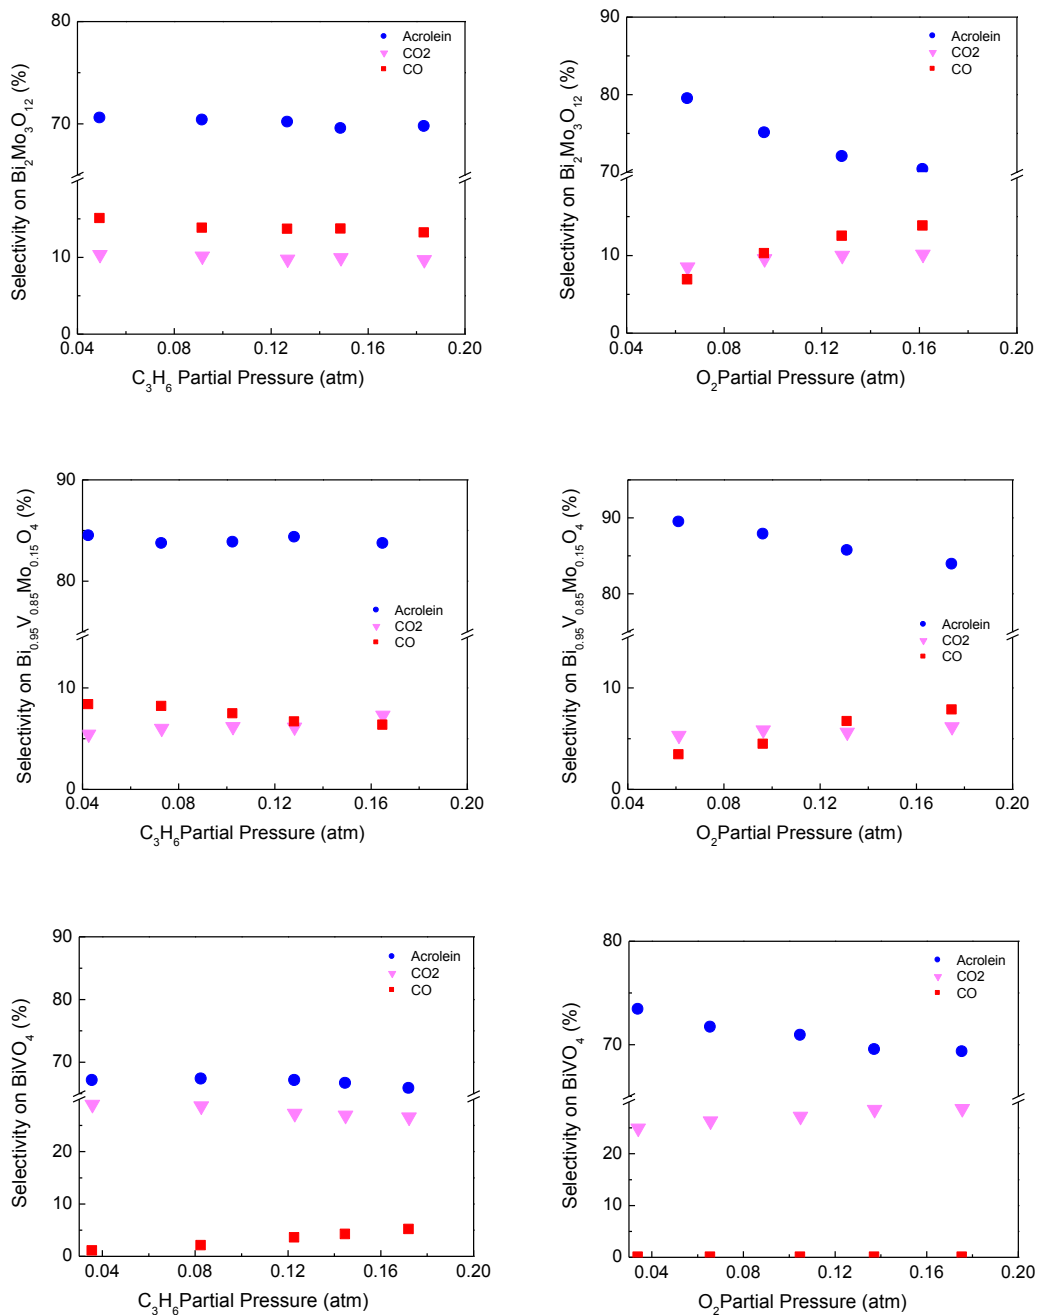 Selectivity on Bi₂Mo₃O₁₂ (%)
80
70
10
0
0.04 0.08 0.12 0.16 0.20
C₃H₆ Partial Pressure (atm)
Acrolein
CO2
CO
Selectivity on Bi₂Mo₃O₁₂ (%)
90
80
70
10
0
0.04 0.08 0.12 0.16 0.20
O₂Partial Pressure (atm)
Acrolein
CO2
CO
Selectivity on Bi₀.₉₅V₀.₈₅Mo₀.₁₅O₄ (%)
90
80
10
0
0.04 0.08 0.12 0.16 0.20
C₃H₆Partial Pressure (atm)
Acrolein
CO2
CO
Selectivity on Bi₀.₉₅V₀.₈₅Mo₀.₁₅O₄ (%)
90
80
10
0
0.04 0.08 0.12 0.16 0.20
O₂Partial Pressure (atm)
Acrolein
CO2
CO
Selectivity on BiVO₄ (%)
90
70
20
10
0
0.04 0.08 0.12 0.16 0.20
C₃H₆Partial Pressure (atm)
Acrolein
CO2
CO
Selectivity on BiVO₄ (%)
80
70
20
10
0
0.04 0.08 0.12 0.16 0.20
O₂Partial Pressure (atm)
Acrolein
CO2
CO